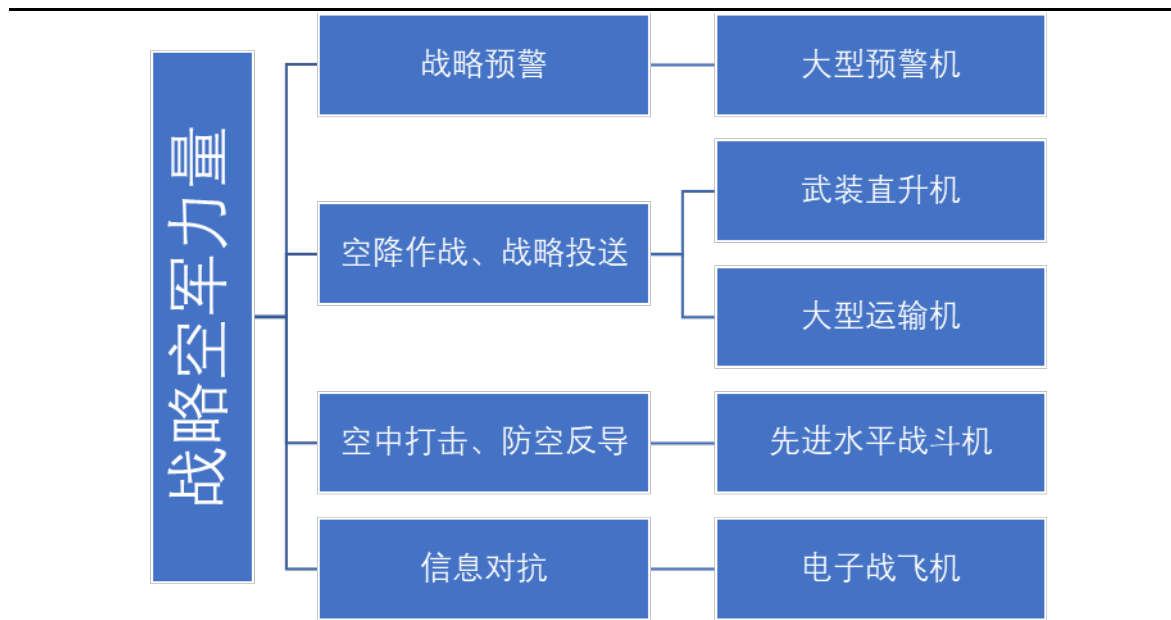 战略空军力量
战略预警
大型预警机
空降作战、战略投送
武装直升机
大型运输机
空中打击、防空反导
先进水平战斗机
信息对抗
电子战飞机